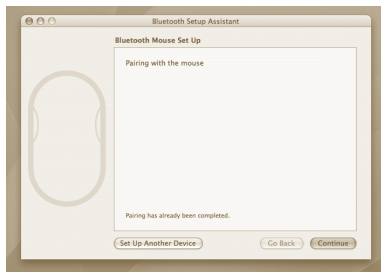 Bluetooth Setup Assistant
Bluetooth Mouse Set Up
Pairing with the mouse
Pairing has already been completed.
Set Up Another Device
Go Back
Continue